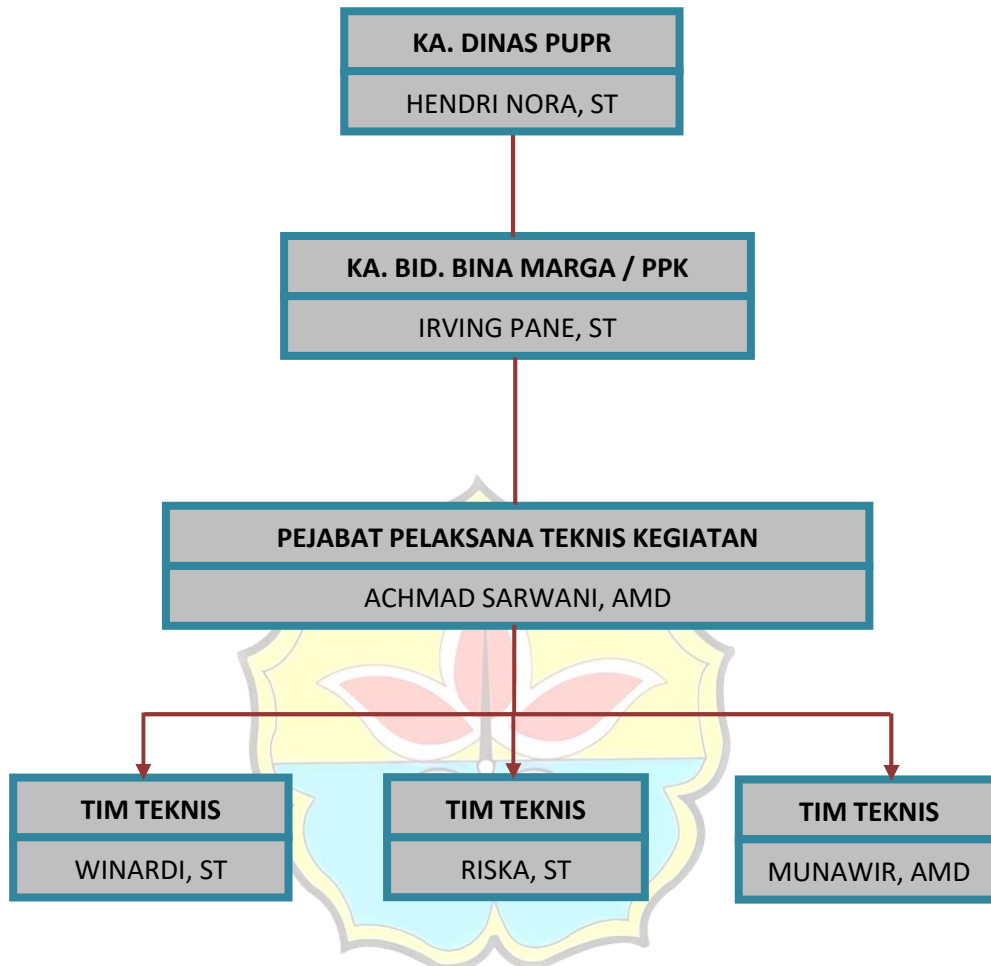 KA. DINAS PUPR
HENDRI NORA, ST
KA. BID. BINA MARGA / PPK
IRVING PANE, ST
PEJABAT PELAKSANA TEKNIS KEGIATAN
ACHMAD SARWANI, AMD
TIM TEKNIS
WINARDI, ST
TIM TEKNIS
RISKA, ST
TIM TEKNIS
MUNAWIR, AMD